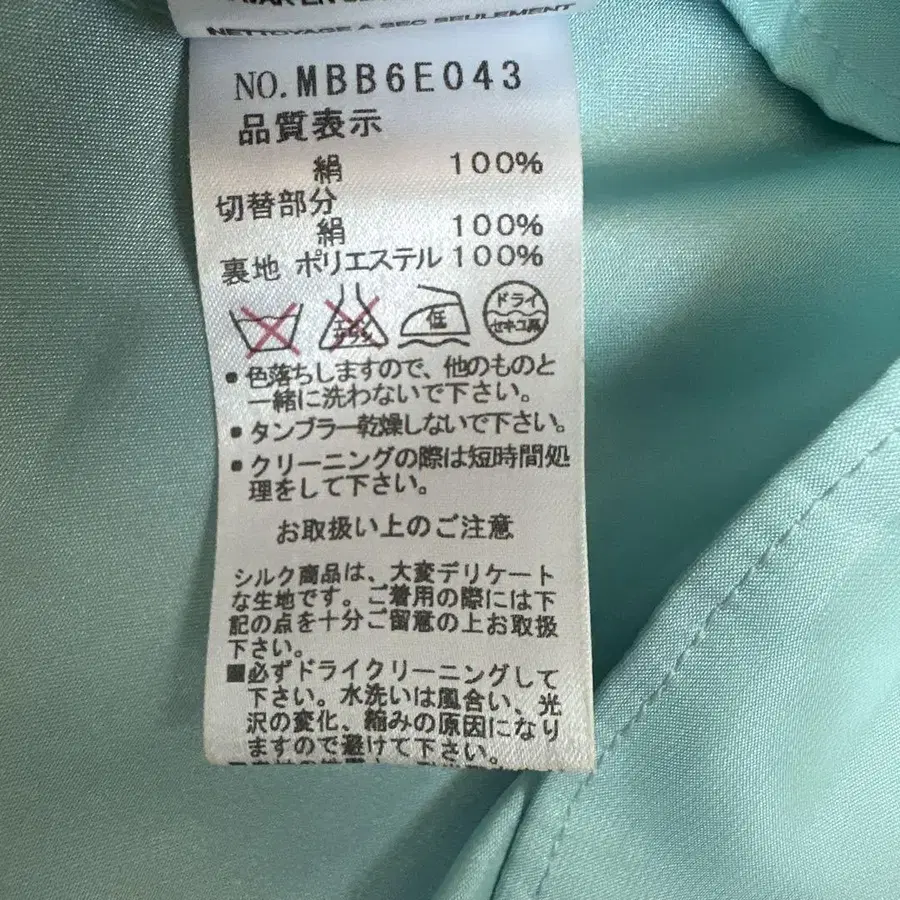 NETTOYAGE A SEC SEULEMENT
NO.MBB6E043
品質表示
絹 100%
切替部分
絹 100%
裏地 ポリエステル 100%
低
ドライ
セキユ系
• 色落ちしますので、他のものと
一緒に洗わないで下さい。
• タンブラー乾燥しないで下さい。
• クリーニングの際は短時間処
理をして下さい。
お取扱い上のご注意
シルク商品は、大変デリケート
な生地です。ご着用の際には下
記の点を十分ご留意の上お取扱
下さい。
■必ずドライクリーニングして
下さい。水洗いは風合い、光
沢の変化、縮みの原因になり
ますので避けて下さい。